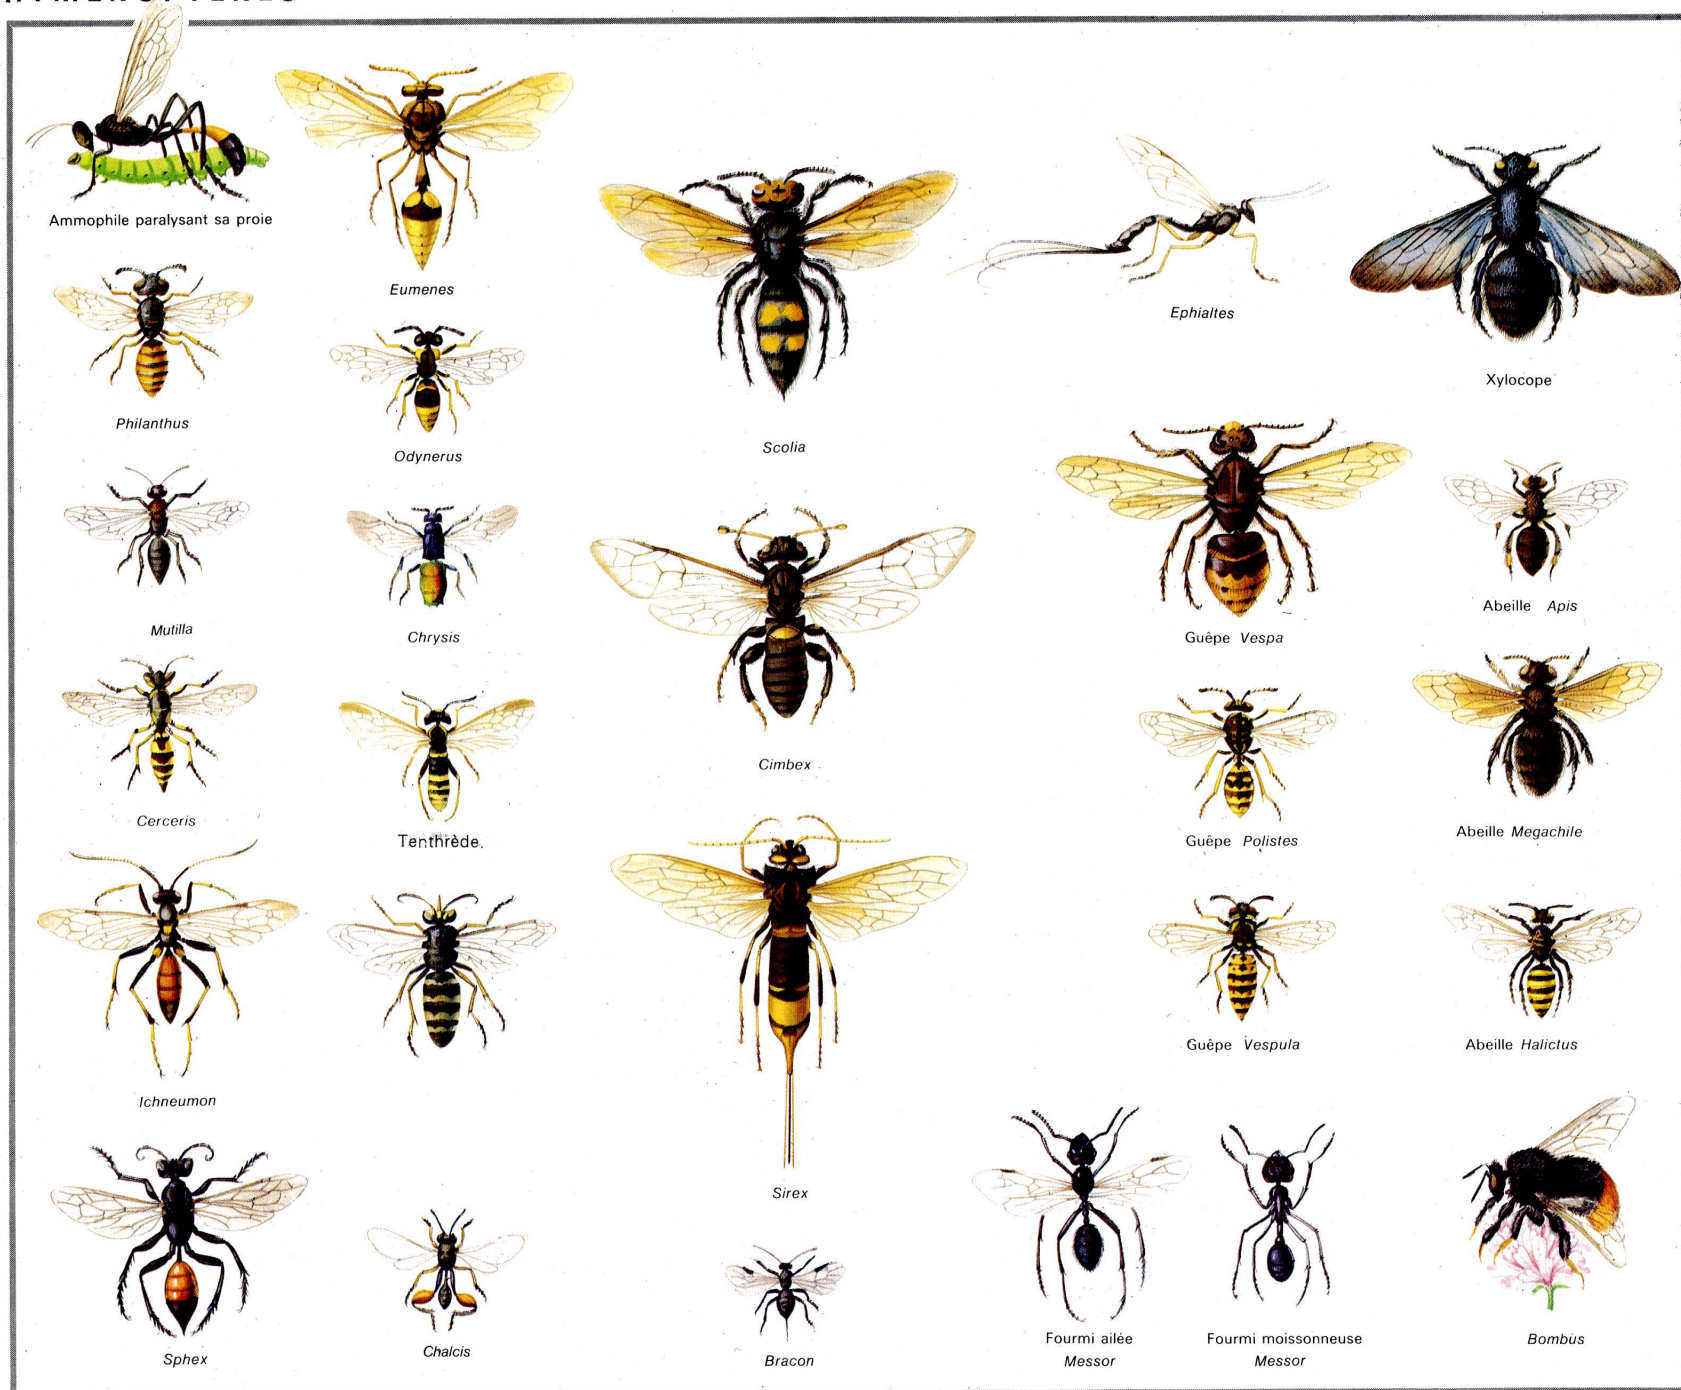 Ammophile paralysant sa proie
Eumenes
Ephialtes
Xylocope
Philanthus
Odynerus
Scolia
Mutilla
Chrysis
Guêpe Vespa
Abeille Apis
Cerceris
Tenthrède.
Cimbex
Guêpe Polistes
Abeille Megachile
Ichneumon
Guêpe Vespula
Abeille Halictus
Sirex
Sphex
Chalcis
Bracon
Fourmi ailée
Messor
Fourmi moissonneuse
Messor
Bombus